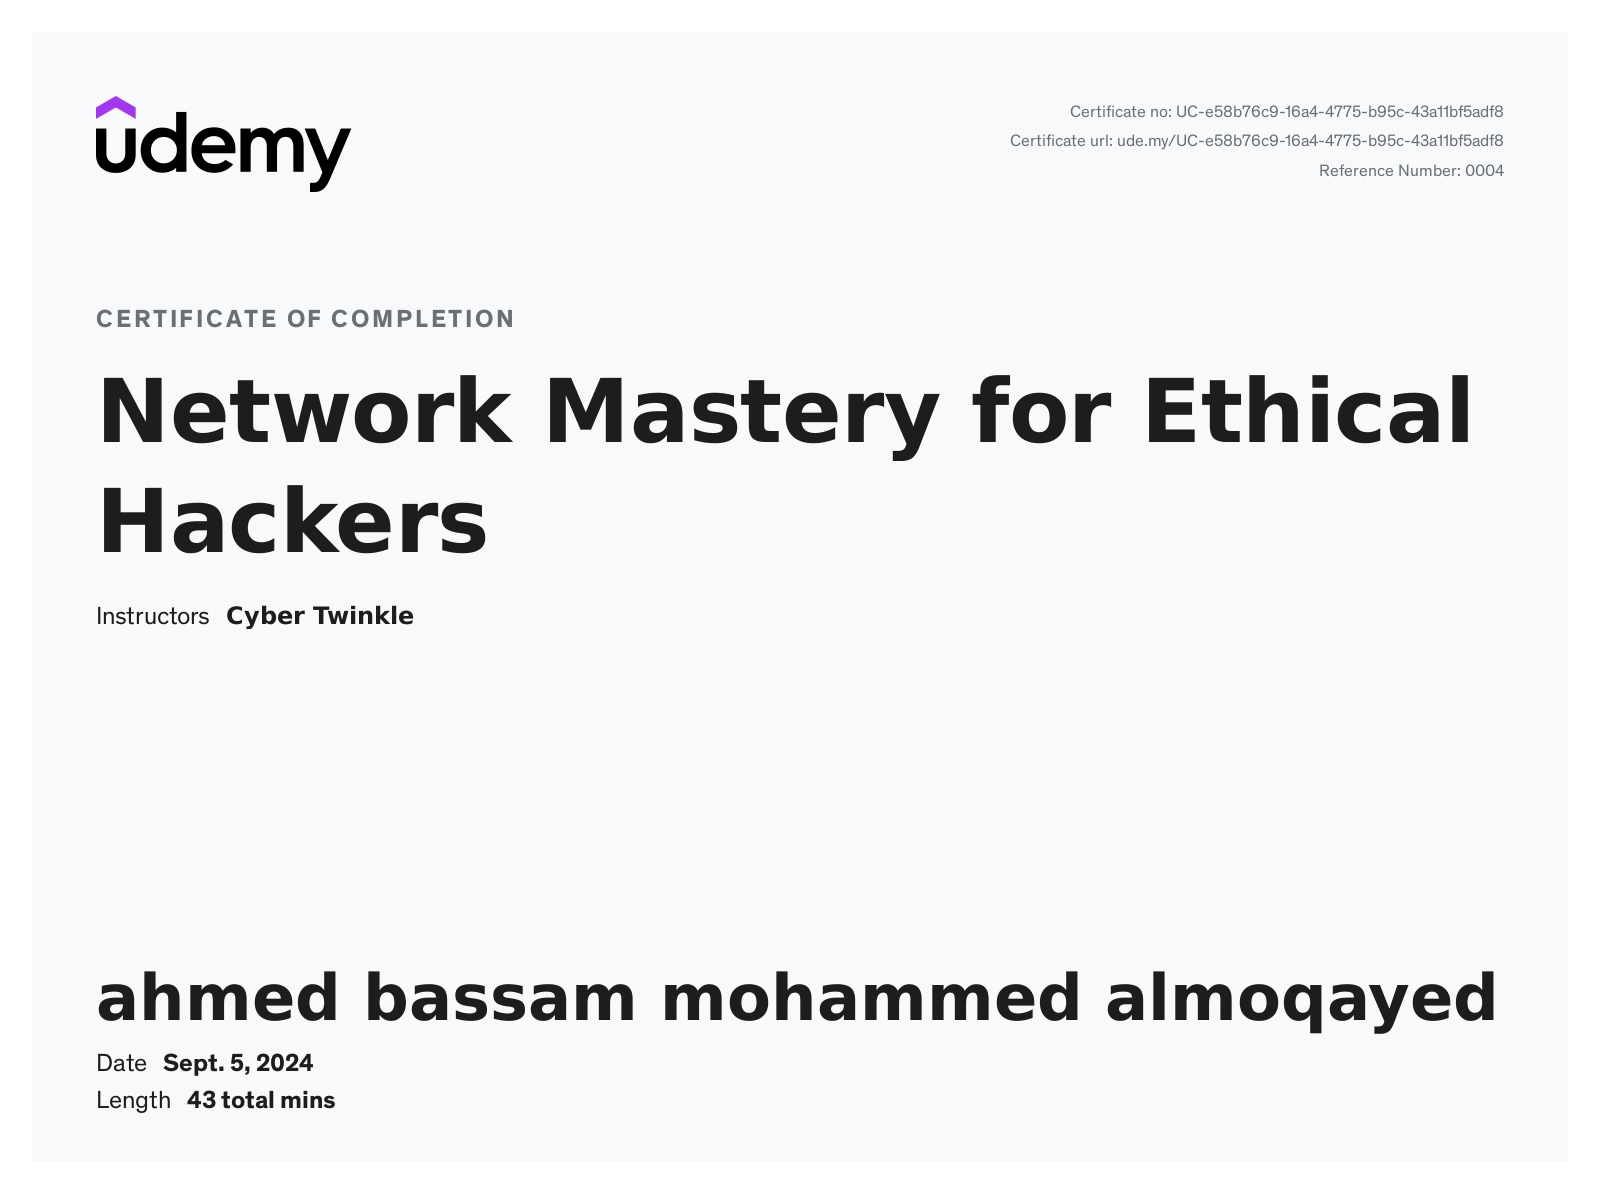 udemy
Certificate no: UC-e58b76c9-16a4-4775-b95c-43a11bf5adf8
Certificate url: ude.my/UC-e58b76c9-16a4-4775-b95c-43a11bf5adf8
Reference Number: 0004
CERTIFICATE OF COMPLETION
Network Mastery for Ethical
Hackers
Instructors Cyber Twinkle
ahmed bassam mohammed almoqayed
Date Sept. 5, 2024
Length 43 total mins